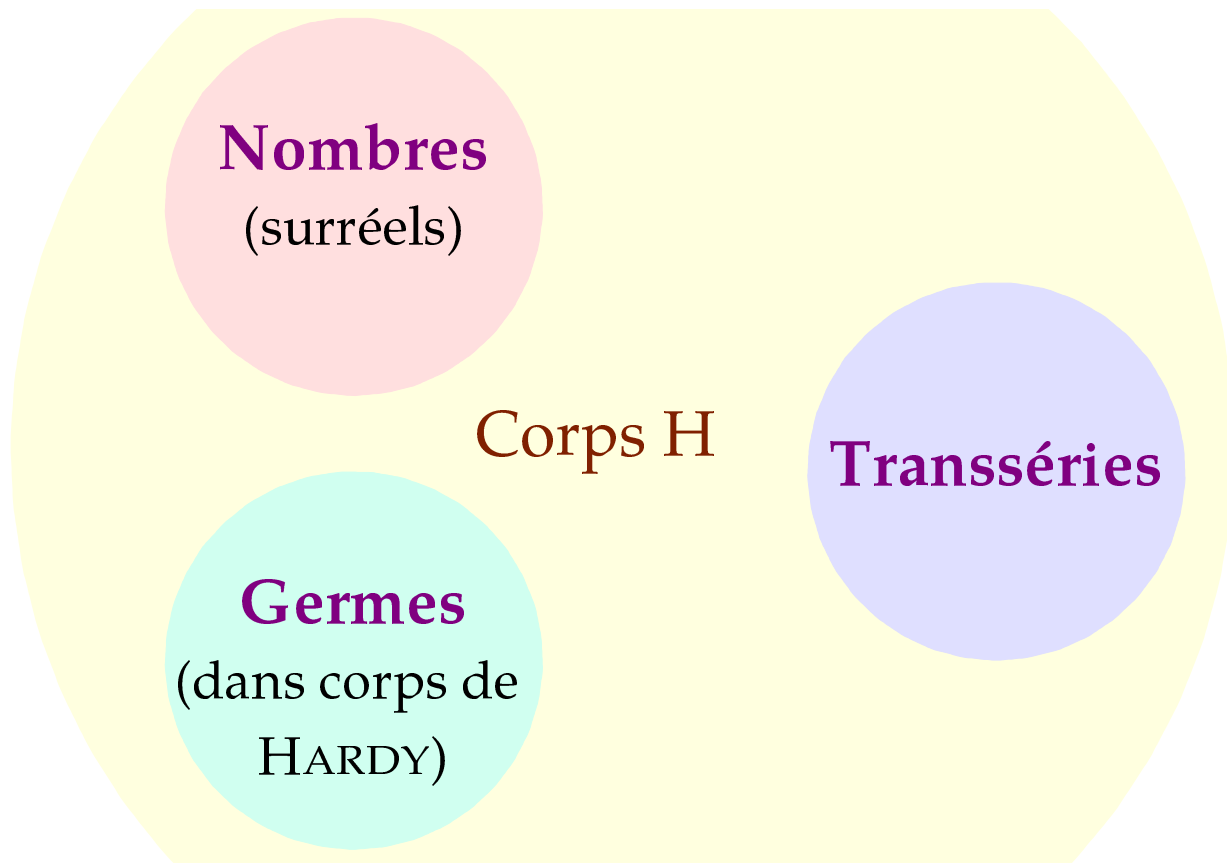 Nombres
(surréels)
Corps H
Transséries
Germes
(dans corps de
HARDY)